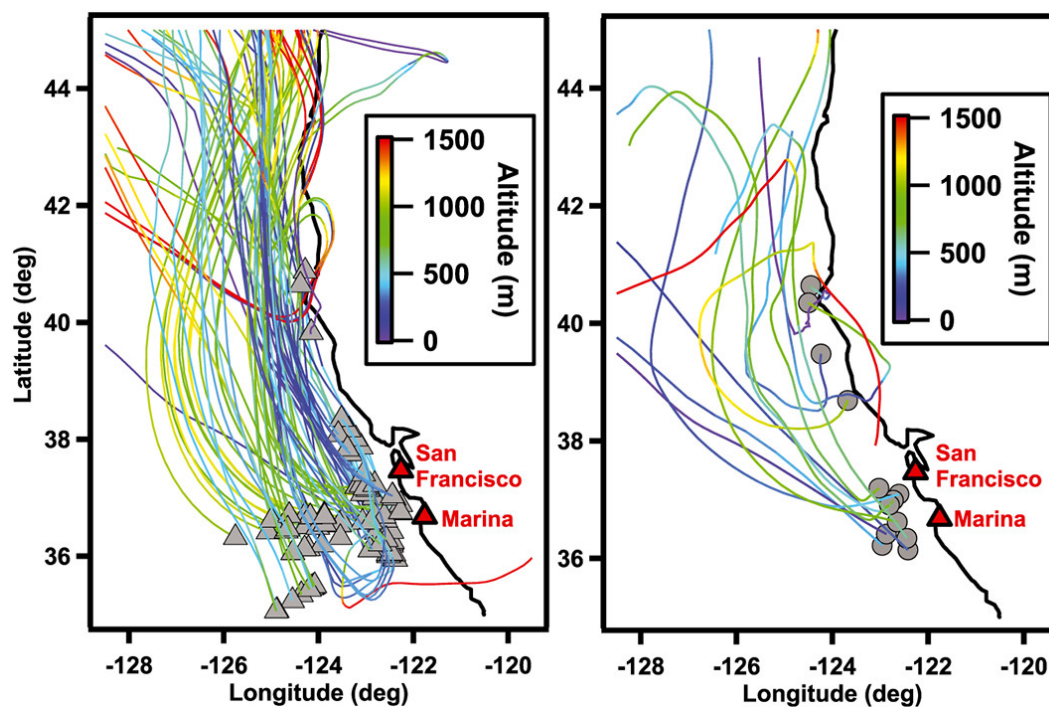 Latitude (deg)
44
42
40
38
36
-128
-126
-124
-122
-120
Longitude (deg)
1500
1000
500
0
Altitude (m)
San
Francisco
Marina
44
42
40
38
36
-128
-126
-124
-122
-120
Longitude (deg)
1500
1000
500
0
Altitude (m)
San
Francisco
Marina